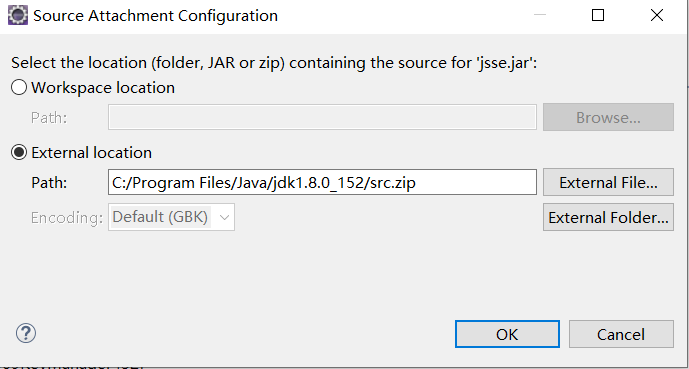 Source Attachment Configuration
Select the location (folder, JAR or zip) containing the source for 'jsse.jar':
Workspace location
Path:
Browse...
External location
Path: C:/Program Files/Java/jdk1.8.0_152/src.zip External File...
Encoding: Default (GBK) External Folder...
?
OK Cancel